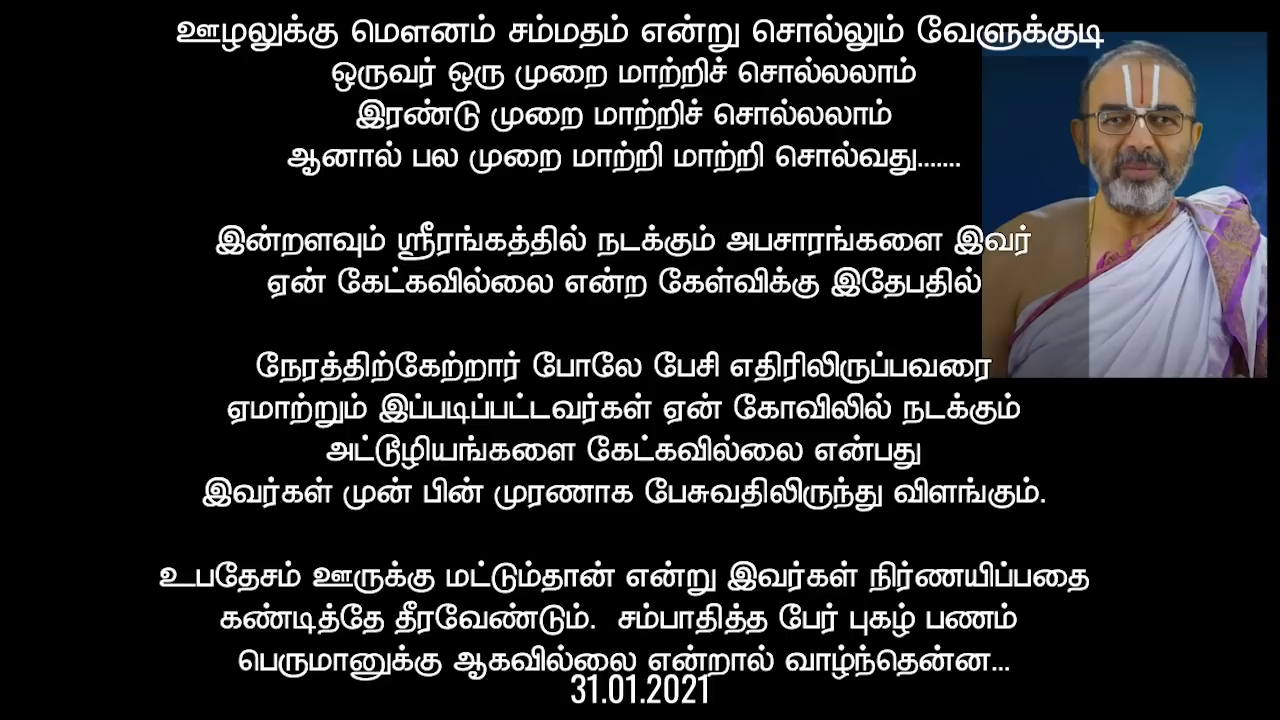 ஊழலுக்கு மௌனம் சம்மதம் என்று சொல்லும் வேளுக்குடி
ஒருவர் ஒரு முறை மாற்றிச் சொல்லலாம்
இரண்டு முறை மாற்றிச் சொல்லலாம்
ஆனால் பல முறை மாற்றி மாற்றி சொல்வது.......
இன்றளவும் ஸ்ரீரங்கத்தில் நடக்கும் அபசாரங்களை இவர்
ஏன் கேட்கவில்லை என்ற கேள்விக்கு இதேபதில்
நேரத்திற்கேற்றார் போலே பேசி எதிரிலிருப்பவரை
ஏமாற்றும் இப்படிப்பட்டவர்கள் ஏன் கோவிலில் நடக்கும்
அட்டூழியங்களை கேட்கவில்லை என்பது
இவர்கள் முன் பின் முரணாக பேசுவதிலிருந்து விளங்கும்.
உபதேசம் ஊருக்கு மட்டும்தான் என்று இவர்கள் நிர்ணயிப்பதை
கண்டித்தே தீரவேண்டும். சம்பாதித்த பேர் புகழ் பணம்
பெருமானுக்கு ஆகவில்லை என்றால் வாழ்ந்தென்ன...
31.01.2021